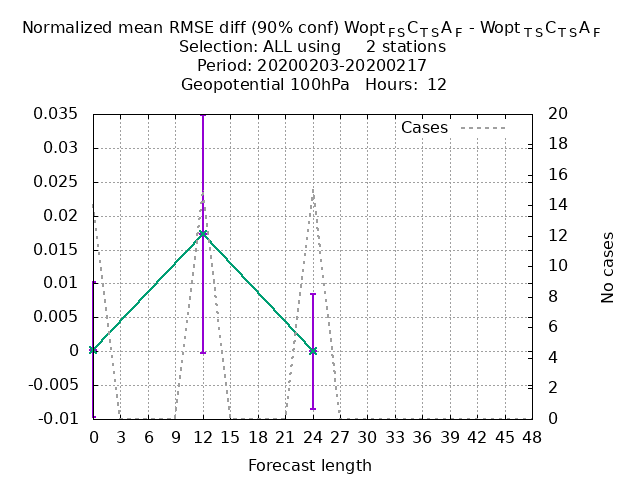 Normalized mean RMSE diff (90% conf) Wopt FS C TS A F - Wopt TS C TS A F
Selection: ALL using 2 stations
Period: 20200203-20200217
Geopotential 100hPa Hours: 12
Cases
0.035
0.03
0.025
0.02
0.015
0.01
0.005
0
-0.005
-0.01
20
18
16
14
12
10
8
6
4
2
0
No cases
0 3 6 9 12 15 18 21 24 27 30 33 36 39 42 45 48
Forecast length